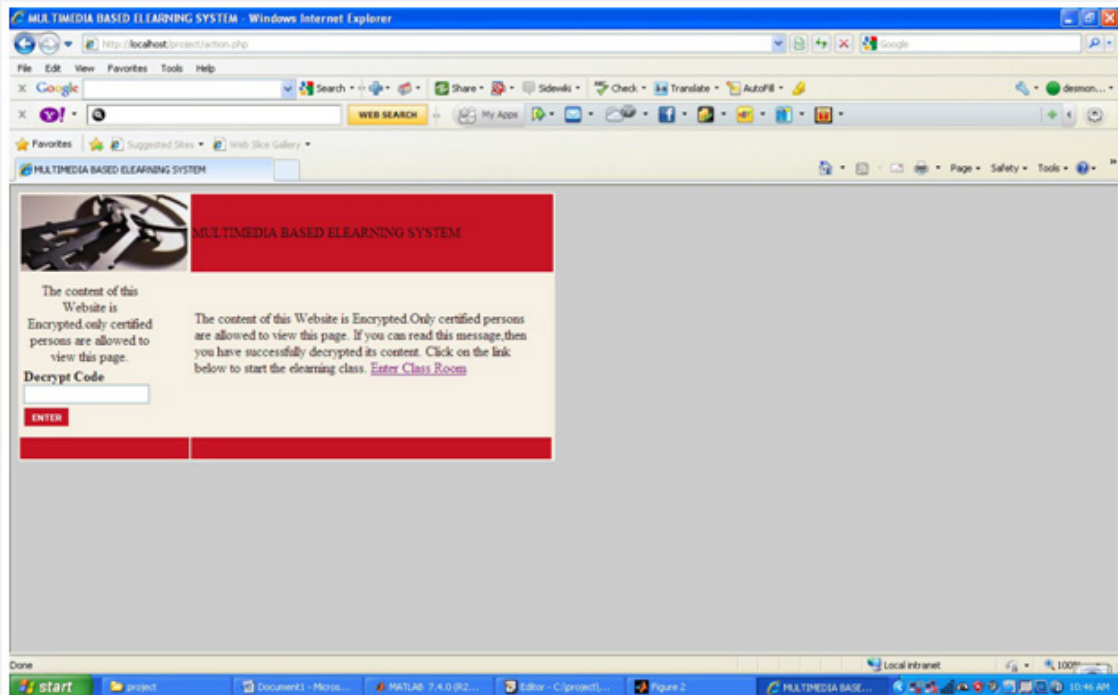 MULTIMEDIA BASED ELEARNING SYSTEM - Windows Internet Explorer
http://localhost/project/action.php
Google
File Edit View Favorites Tools Help
x Google Search Share Sidewiki Check Translate AutoFill desmon...
x Y! WEB SEARCH My Apps
Favorites Suggested Sites Web Slice Gallery
MULTIMEDIA BASED ELEARNING SYSTEM
Page Safety Tools
MULTIMEDIA BASED ELEARNING SYSTEM
The content of this
Website is
Encrypted.only certified
persons are allowed to
view this page.
Decrypt Code
ENTER
The content of this Website is Encrypted.Only certified persons
are allowed to view this page. If you can read this message,then
you have successfully decrypted its content. Click on the link
below to start the elearning class. Enter Class Room
Done
Local intranet
100%
start project Document1 - Micros... MATLAB 7.4.0 (R2... Editor - C:\project\... Figure 2 MULTIMEDIA BASE... 10:46 AM